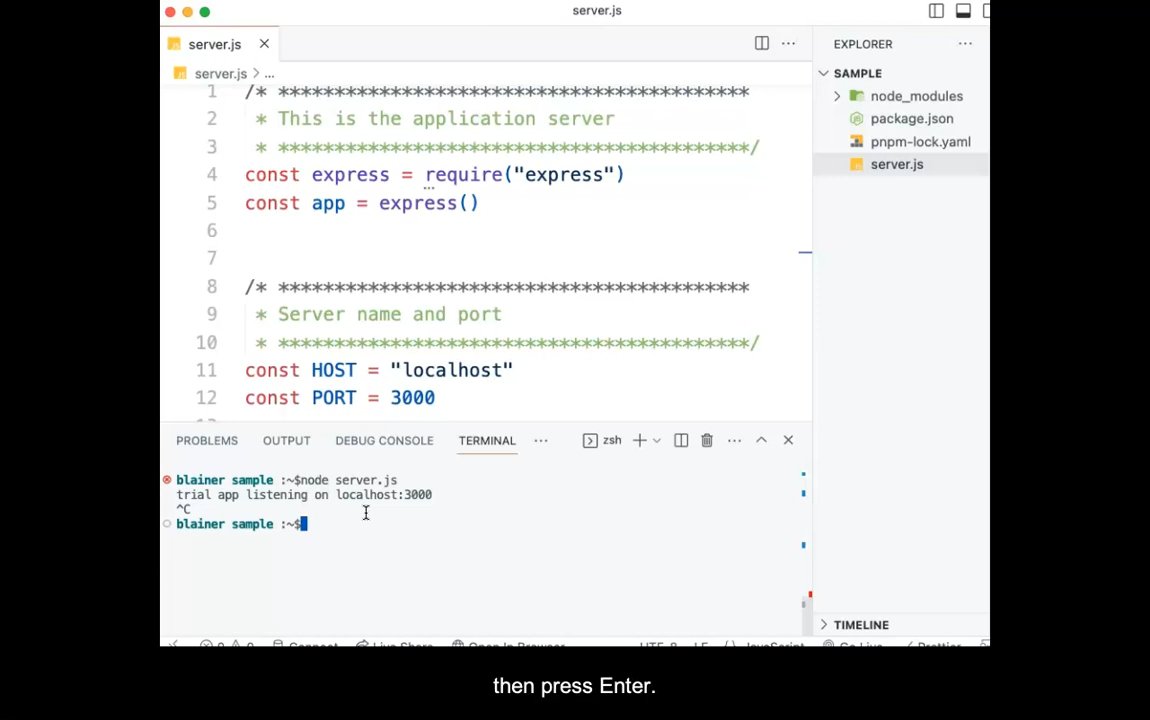 server.js
server.js
server.js > ...
1 /* ******************************************
2 * This is the application server
3 * ******************************************/
4 const express = require("express")
5 const app = express()
6
7
8 /* ******************************************
9 * Server name and port
10 * ******************************************/
11 const HOST = "localhost"
12 const PORT = 3000
EXPLORER
SAMPLE
node_modules
package.json
pnpm-lock.yaml
server.js
TIMELINE
PROBLEMS OUTPUT DEBUG CONSOLE TERMINAL ... zsh
blainer sample :~$node server.js
trial app listening on localhost:3000
^C
blainer sample :~$
then press Enter.